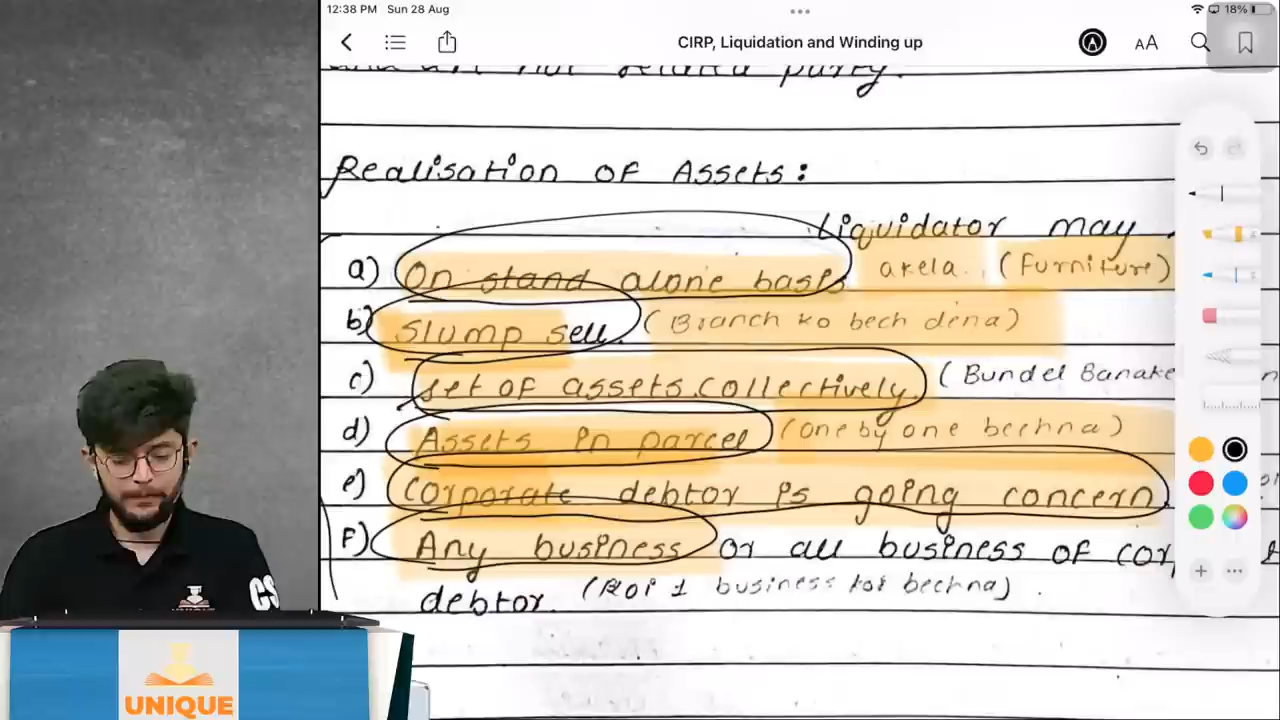 12:38 PM Sun 28 Aug
18%
CIRP, Liquidation and Winding up
AA
related party.
Realisation of Assets:
Liquidator may
a) On stand alone basis akela. (Furniture)
b) Slump sell. (Branch ko bech dena)
c) Set of assets collectively (Bundel Banake
d) Assets in parcel (one by one bechna)
e) Corporate debtor is going concern
F) Any business or all business of cor
debtor. (Koi 1 business koi bechna).
CS
UNIQUE